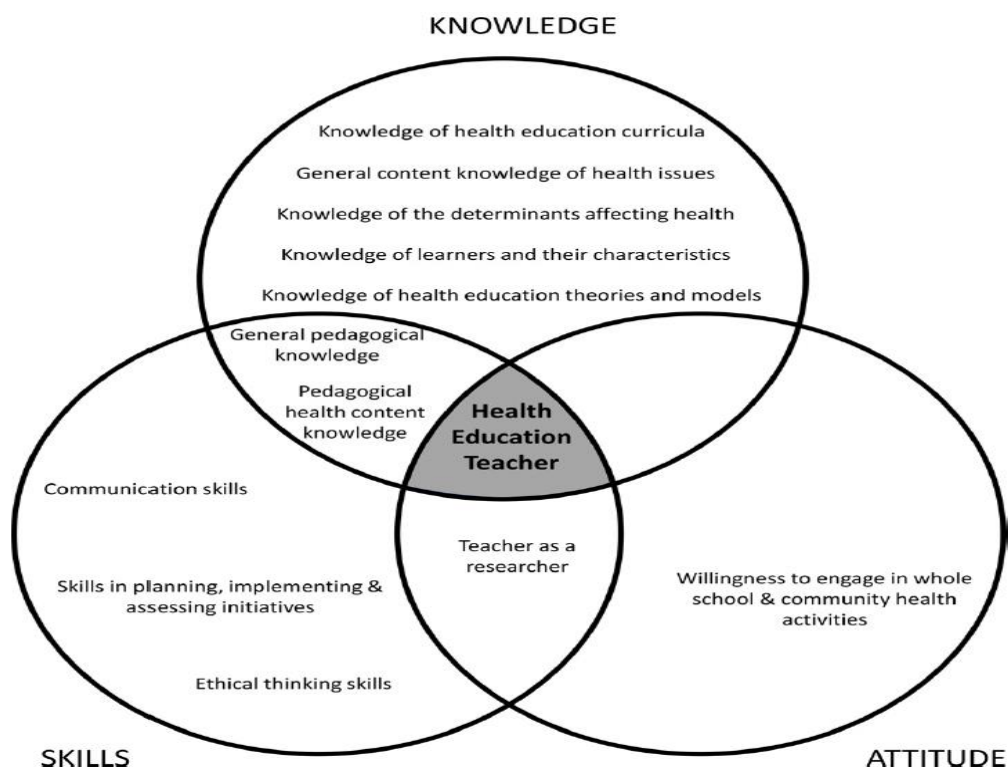 KNOWLEDGE
Knowledge of health education curricula
General content knowledge of health issues
Knowledge of the determinants affecting health
Knowledge of learners and their characteristics
Knowledge of health education theories and models
General pedagogical
knowledge
Pedagogical
health content
knowledge
Health
Education
Teacher
Communication skills
Teacher as a
researcher
Skills in planning, implementing &
assessing initiatives
Willingness to engage in whole
school & community health
activities
Ethical thinking skills
SKILLS
ATTITUDE